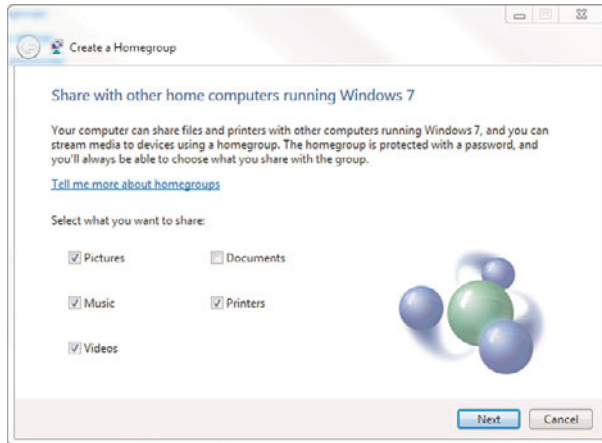 Create a Homegroup
Share with other home computers running Windows 7
Your computer can share files and printers with other computers running Windows 7, and you can
stream media to devices using a homegroup. The homegroup is protected with a password, and
you'll always be able to choose what you share with the group.
Tell me more about homegroups
Select what you want to share:
Pictures Documents
Music Printers
Videos
Next Cancel